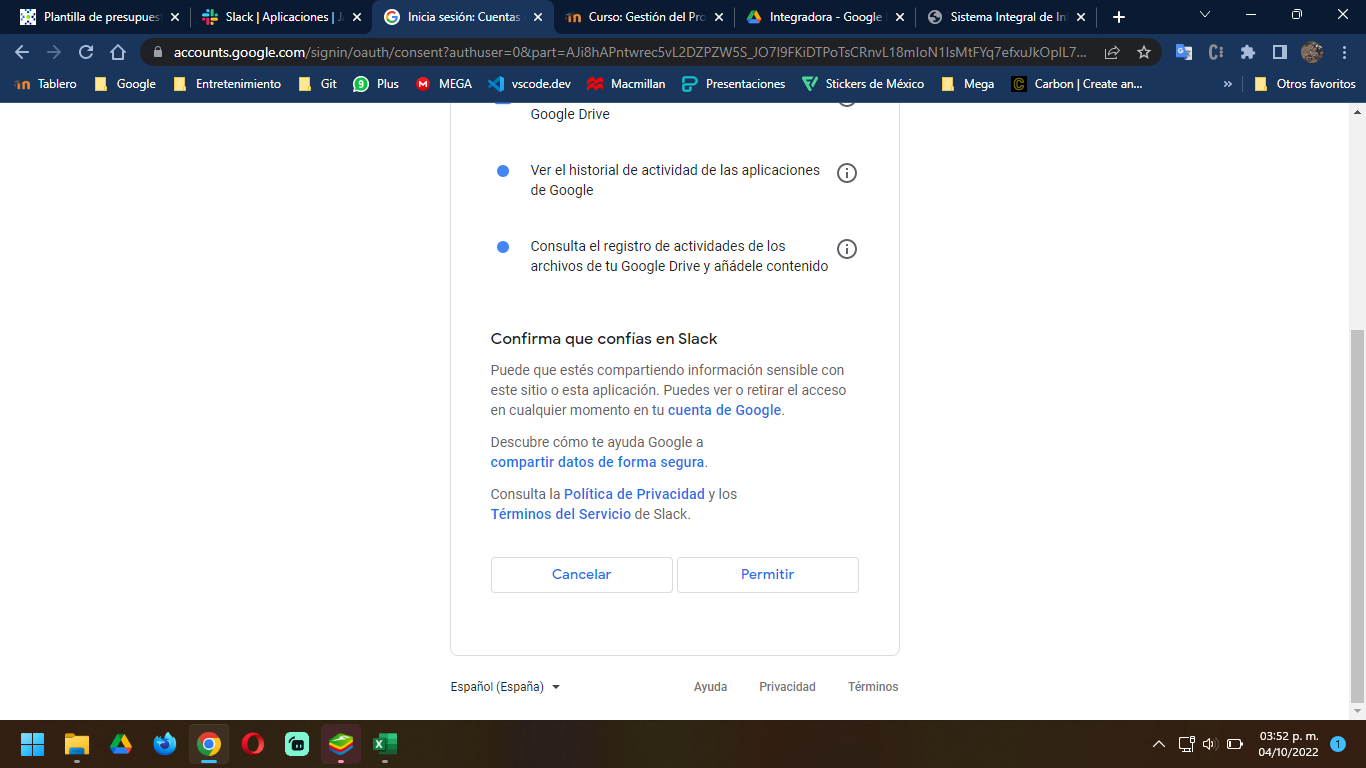 Plantilla de presupues
Slack | Aplicaciones | J
Inicia sesión: Cuentas
Curso: Gestión del Pro
Integradora - Google
Sistema Integral de In
accounts.google.com/signin/oauth/consent?authuser=0&part=AJi8hAPntwrec5vL2DZPZW5S_JO7I9FKiDTPoTsCRnvL18mIoN1IsMtFYq7efxuJkOpIL7...
Tablero
Google
Entretenimiento
Git
9
Plus
MEGA
vscode.dev
Macmillan
Presentaciones
Stickers de México
Mega
Carbon | Create an...
»
Otros favoritos
Google Drive
Ver el historial de actividad de las aplicaciones
de Google
Consulta el registro de actividades de los
archivos de tu Google Drive y añádele contenido
Confirma que confías en Slack
Puede que estés compartiendo información sensible con
este sitio o esta aplicación. Puedes ver o retirar el acceso
en cualquier momento en tu cuenta de Google.
Descubre cómo te ayuda Google a
compartir datos de forma segura.
Consulta la Política de Privacidad y los
Términos del Servicio de Slack.
Cancelar
Permitir
Español (España)
Ayuda
Privacidad
Términos
03:52 p. m.
04/10/2022
1